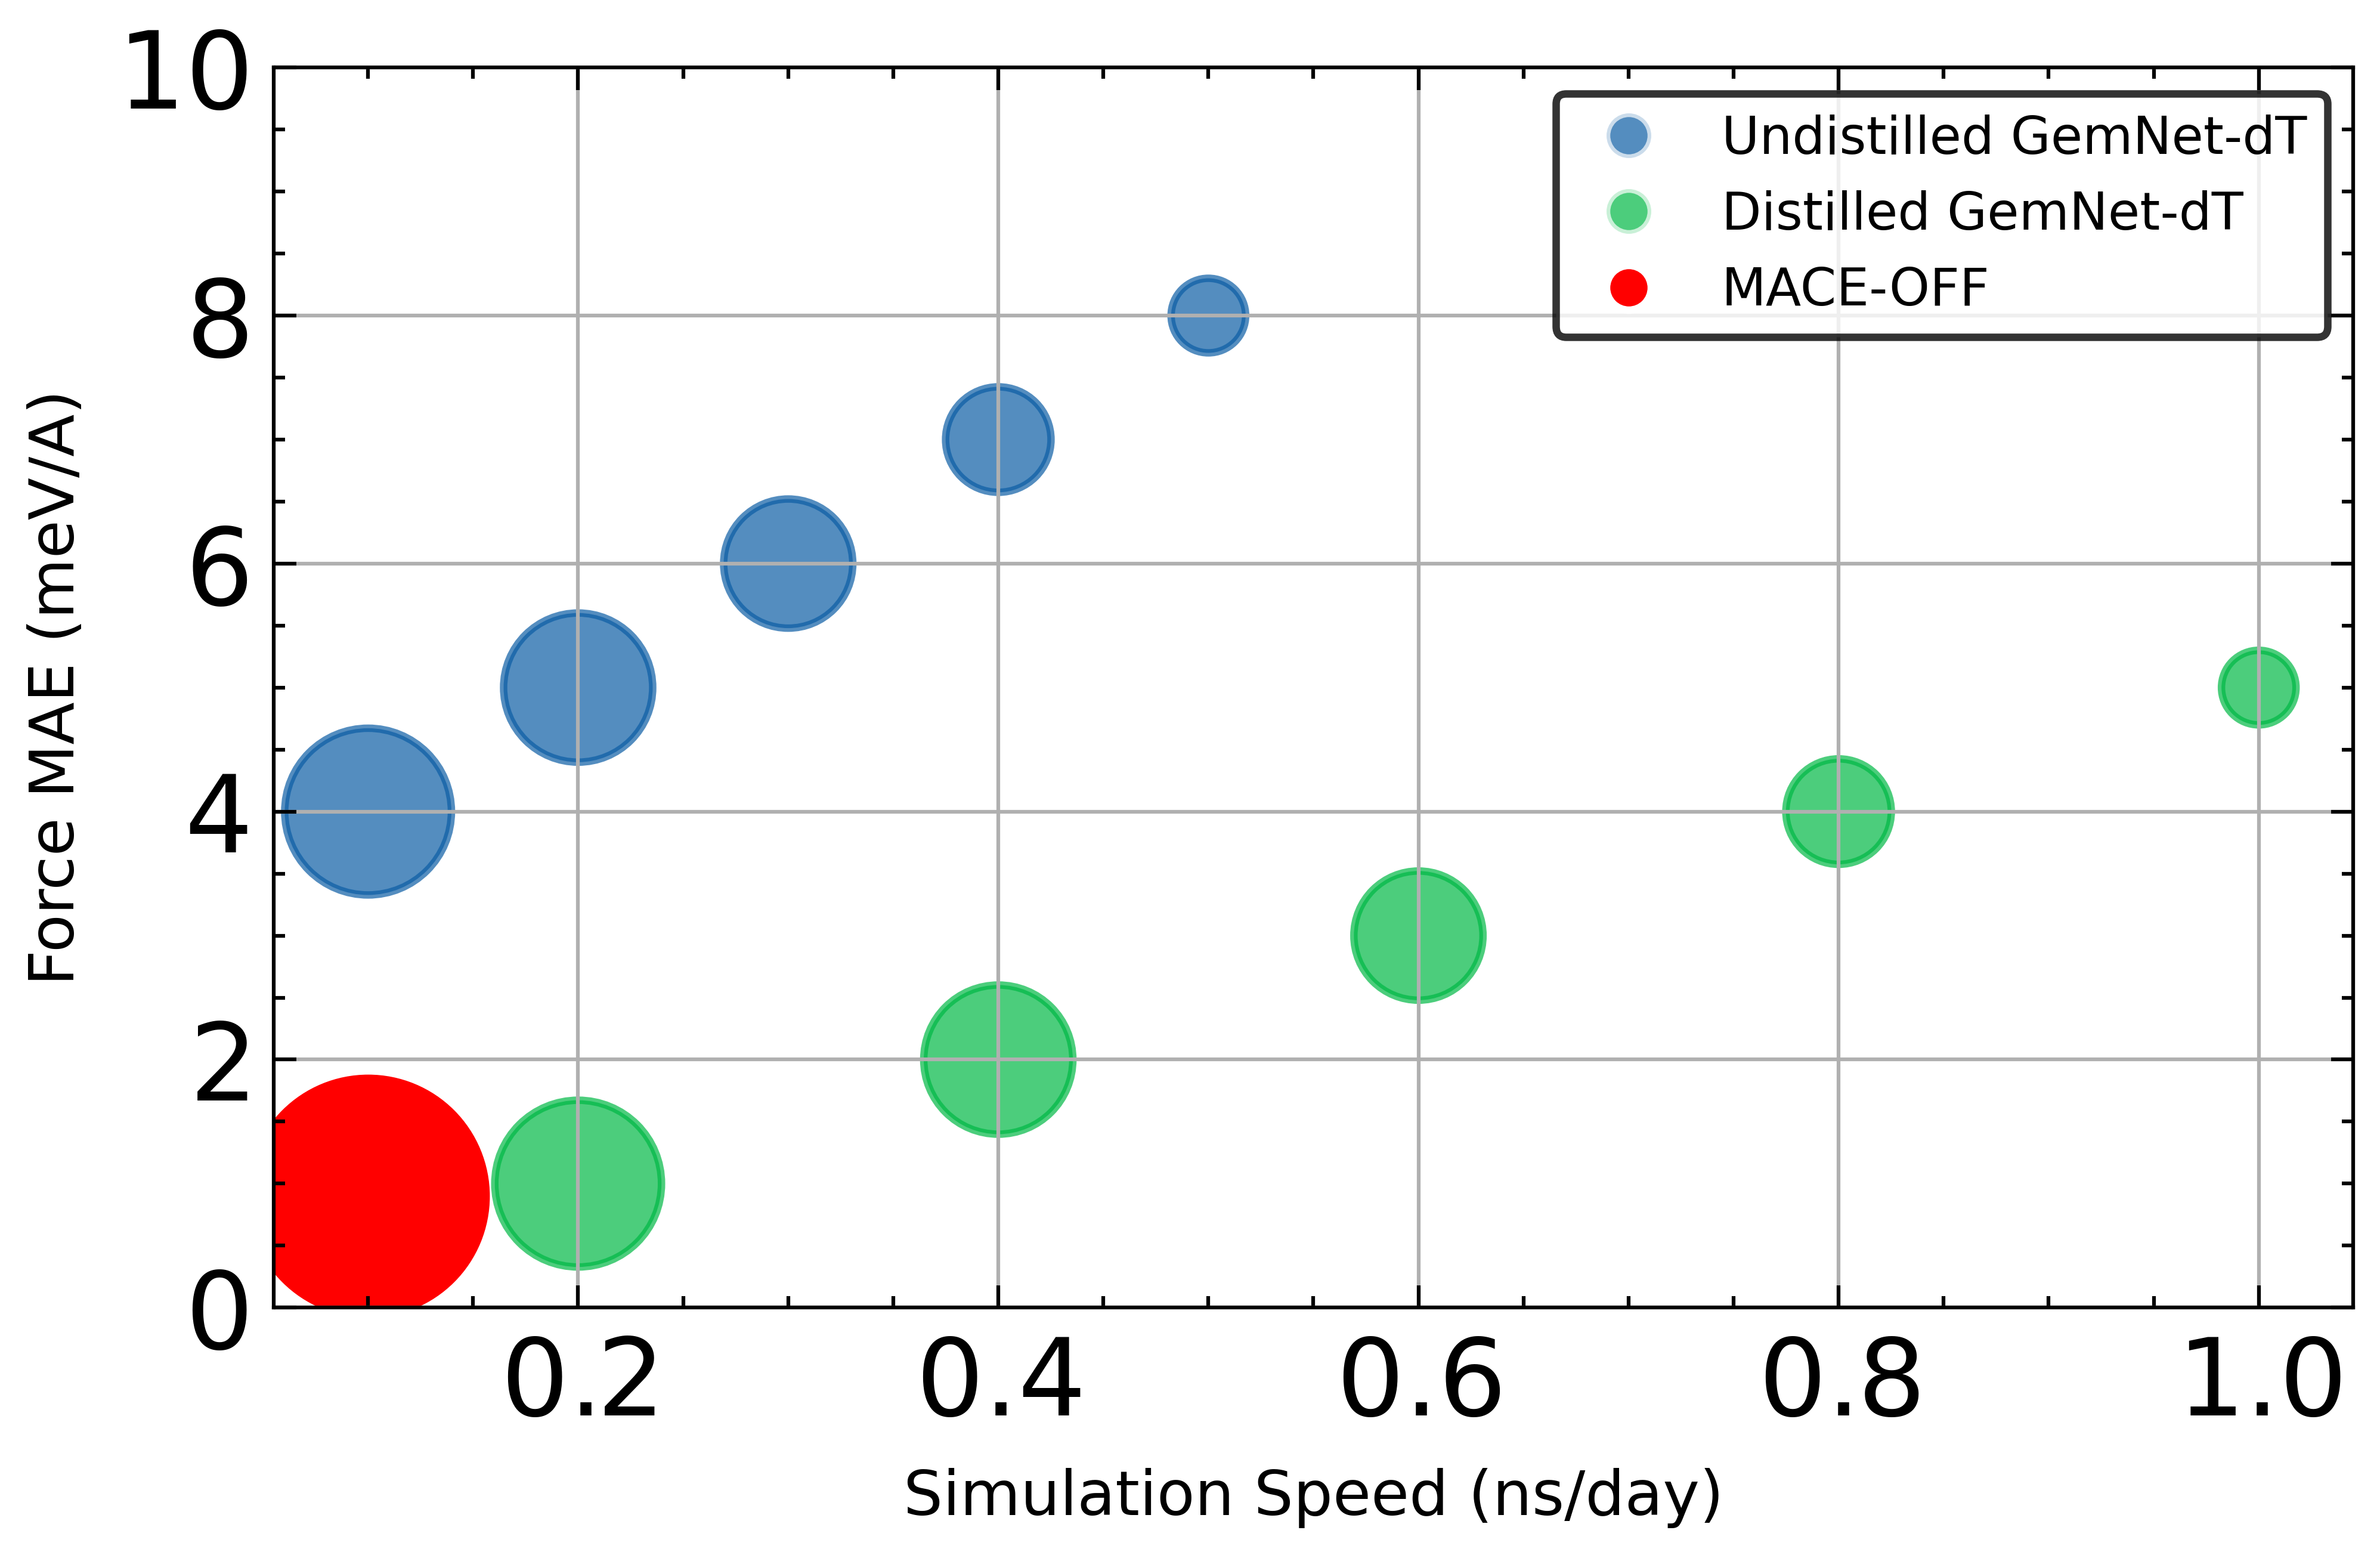 10
8
6
4
2
0
Force MAE (meV/A)
Undistilled GemNet-dT
Distilled GemNet-dT
MACE-OFF
0.2 0.4 0.6 0.8 1.0
Simulation Speed (ns/day)